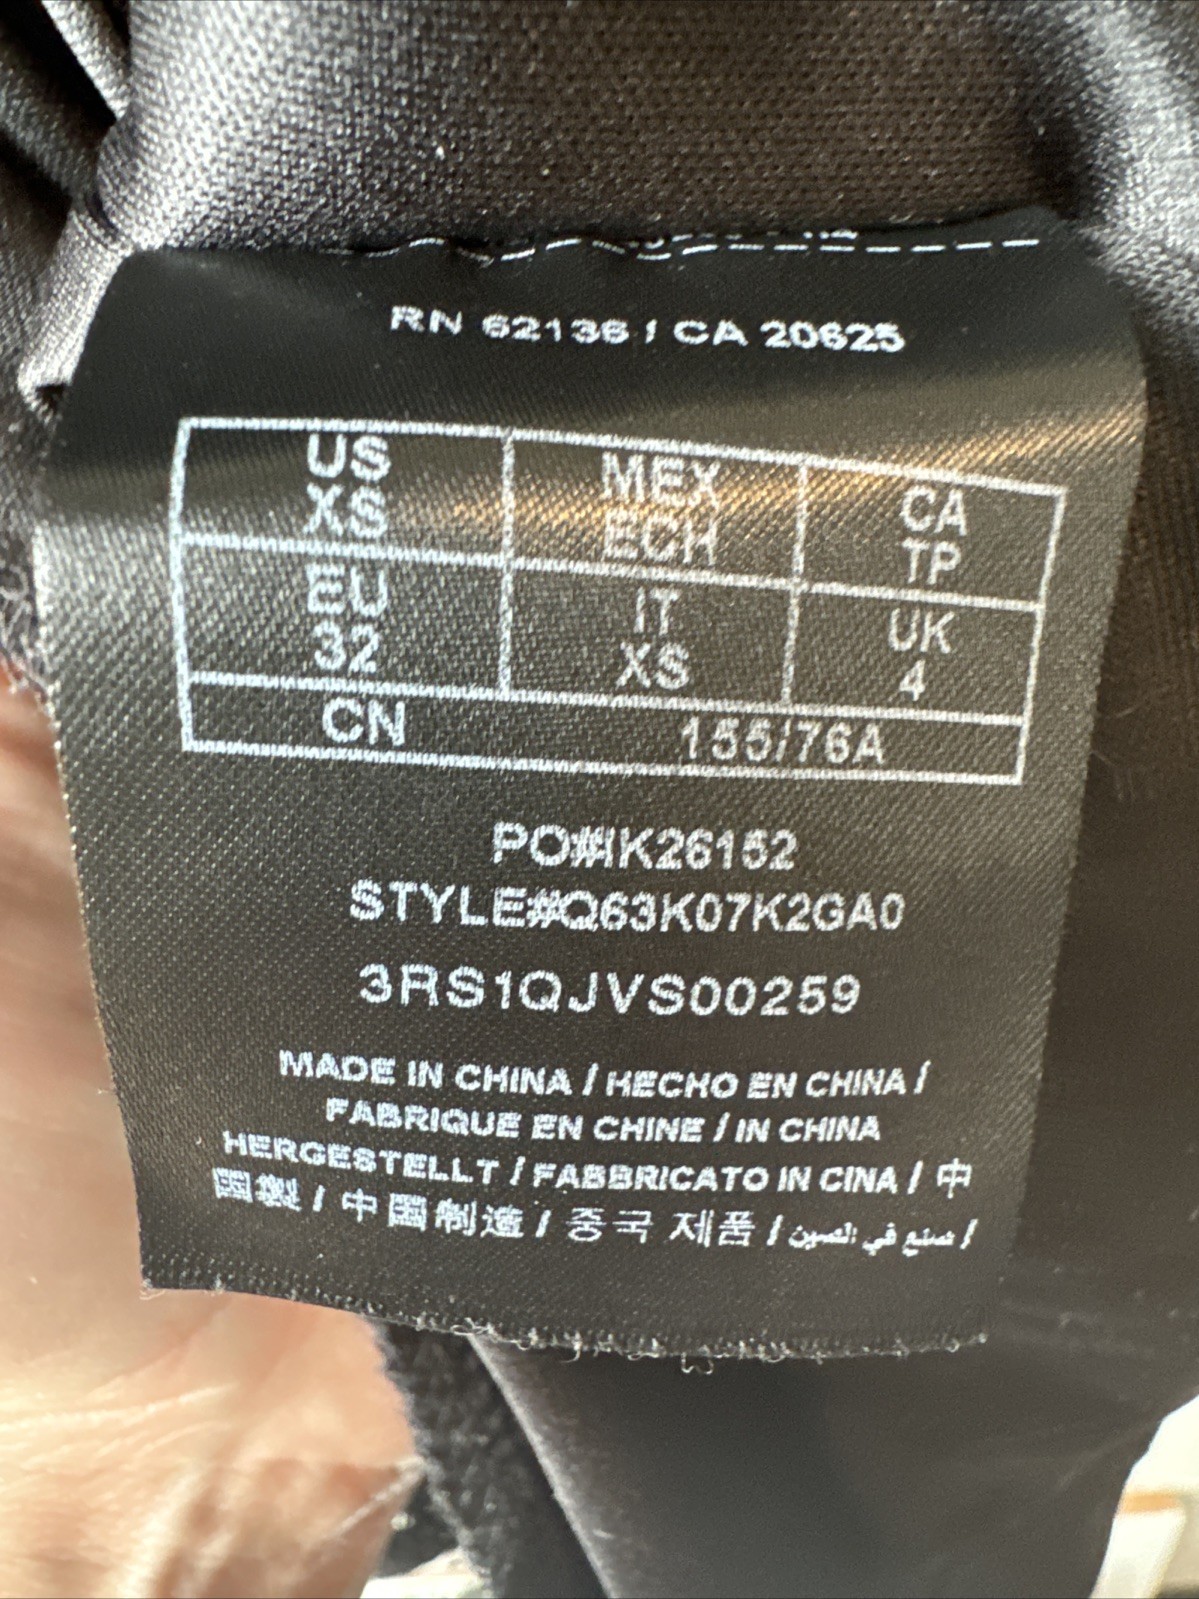 RN 62136 / CA 20625
US
XS
MEX
ECH
CA
TP
EU
32
IT
XS
UK
4
CN 155/76A
PO#IK26152
STYLE#Q63K07K2GA0
3RS1QJVS00259
MADE IN CHINA / HECHO EN CHINA /
FABRIQUE EN CHINE / IN CHINA
HERGESTELLT / FABBRICATO IN CINA / 中
国製 / 中国制造 / 중국 제품 / صنع في الصين /